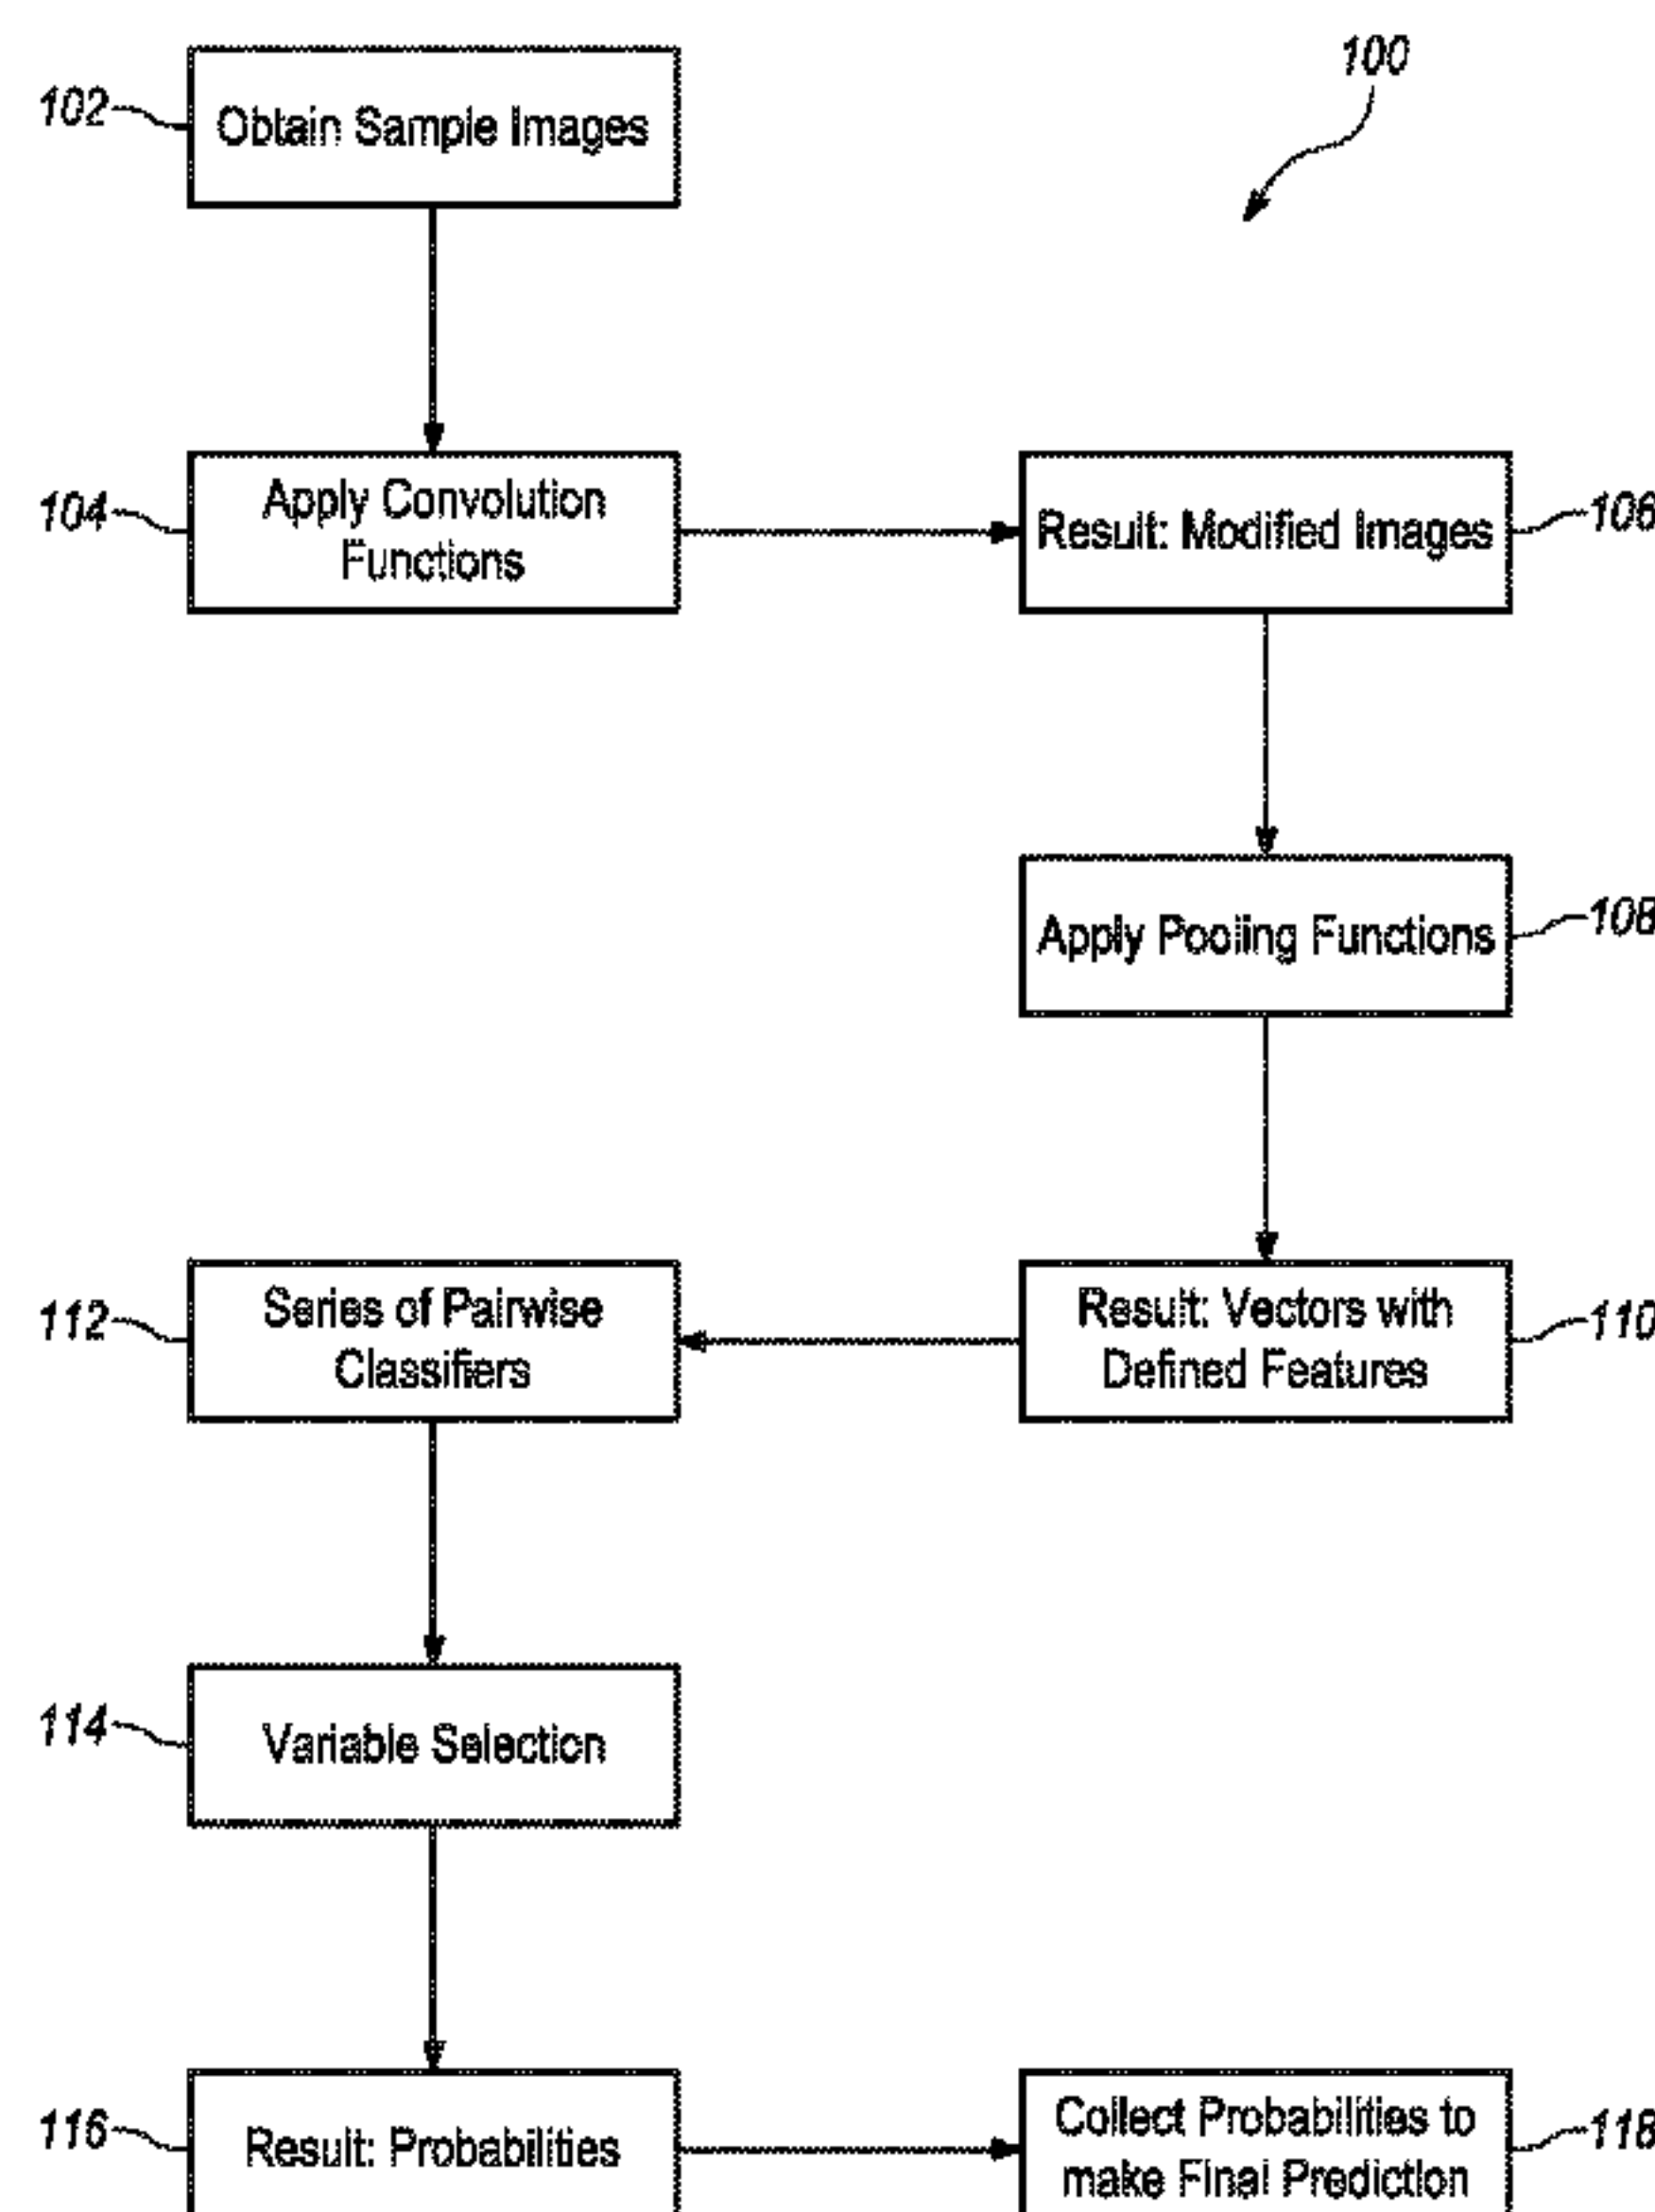 100
102
Obtain Sample Images
104
Apply Convolution
Functions
Result: Modified Images
106
Apply Pooling Functions
108
112
Series of Pairwise
Classifiers
Result: Vectors with
Defined Features
110
114
Variable Selection
116
Result: Probabilities
Collect Probabilities to
make Final Prediction
118